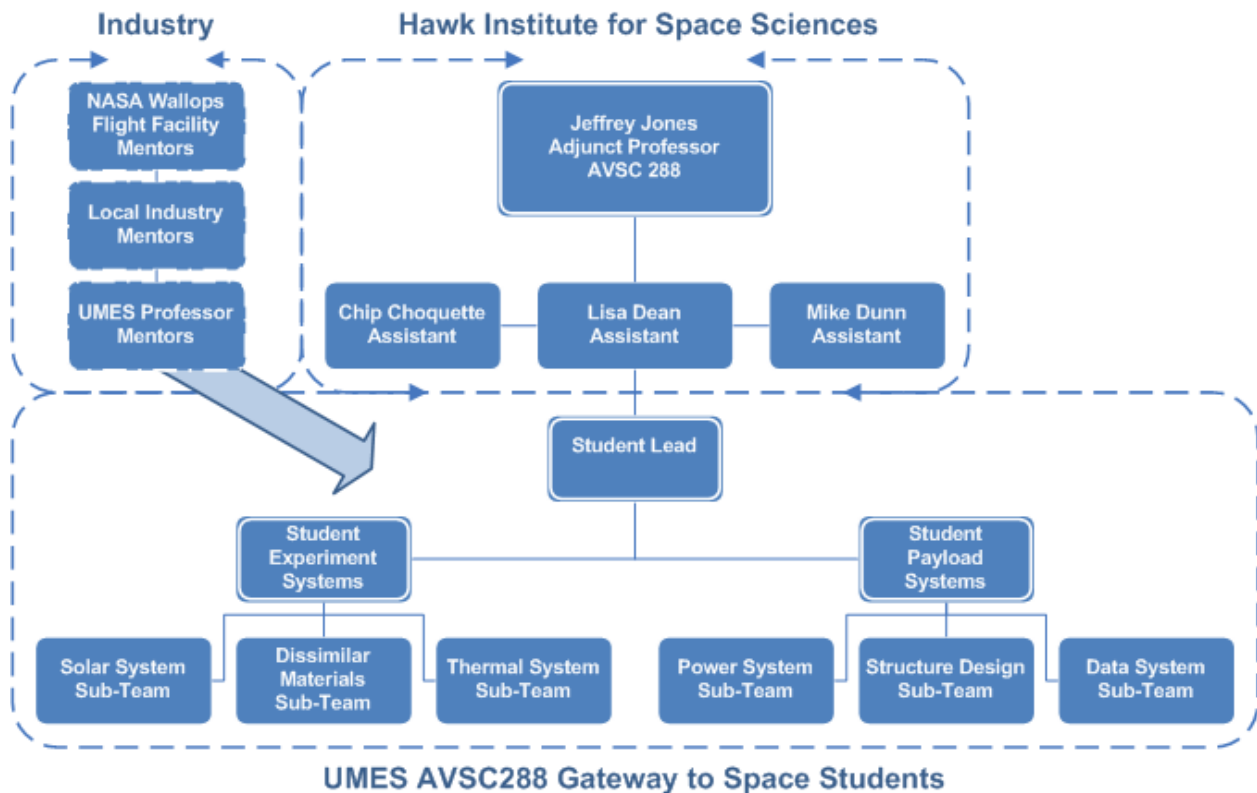 Industry
Hawk Institute for Space Sciences
NASA Wallops
Flight Facility
Mentors
Local Industry
Mentors
UMES Professor
Mentors
Jeffrey Jones
Adjunct Professor
AVSC 288
Chip Choquette
Assistant
Lisa Dean
Assistant
Mike Dunn
Assistant
Student Lead
Student
Experiment
Systems
Student
Payload
Systems
Solar System
Sub-Team
Dissimilar
Materials
Sub-Team
Thermal System
Sub-Team
Power System
Sub-Team
Structure Design
Sub-Team
Data System
Sub-Team
UMES AVSC288 Gateway to Space Students